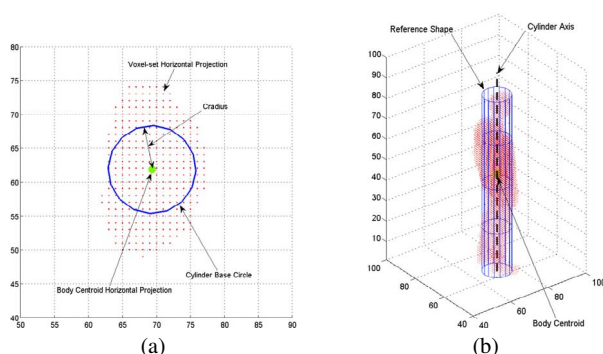 80
75
70
65
60
55
50
45
40
50 55 60 65 70 75 80 85 90
Voxel-set Horizontal Projection
Cradius
Cylinder Base Circle
Body Centroid Horizontal Projection
(a)
Reference Shape
Cylinder Axis
100
90
80
70
60
50
40
30
20
10
100
80
60
40
40
60
80
100
Body Centroid
(b)